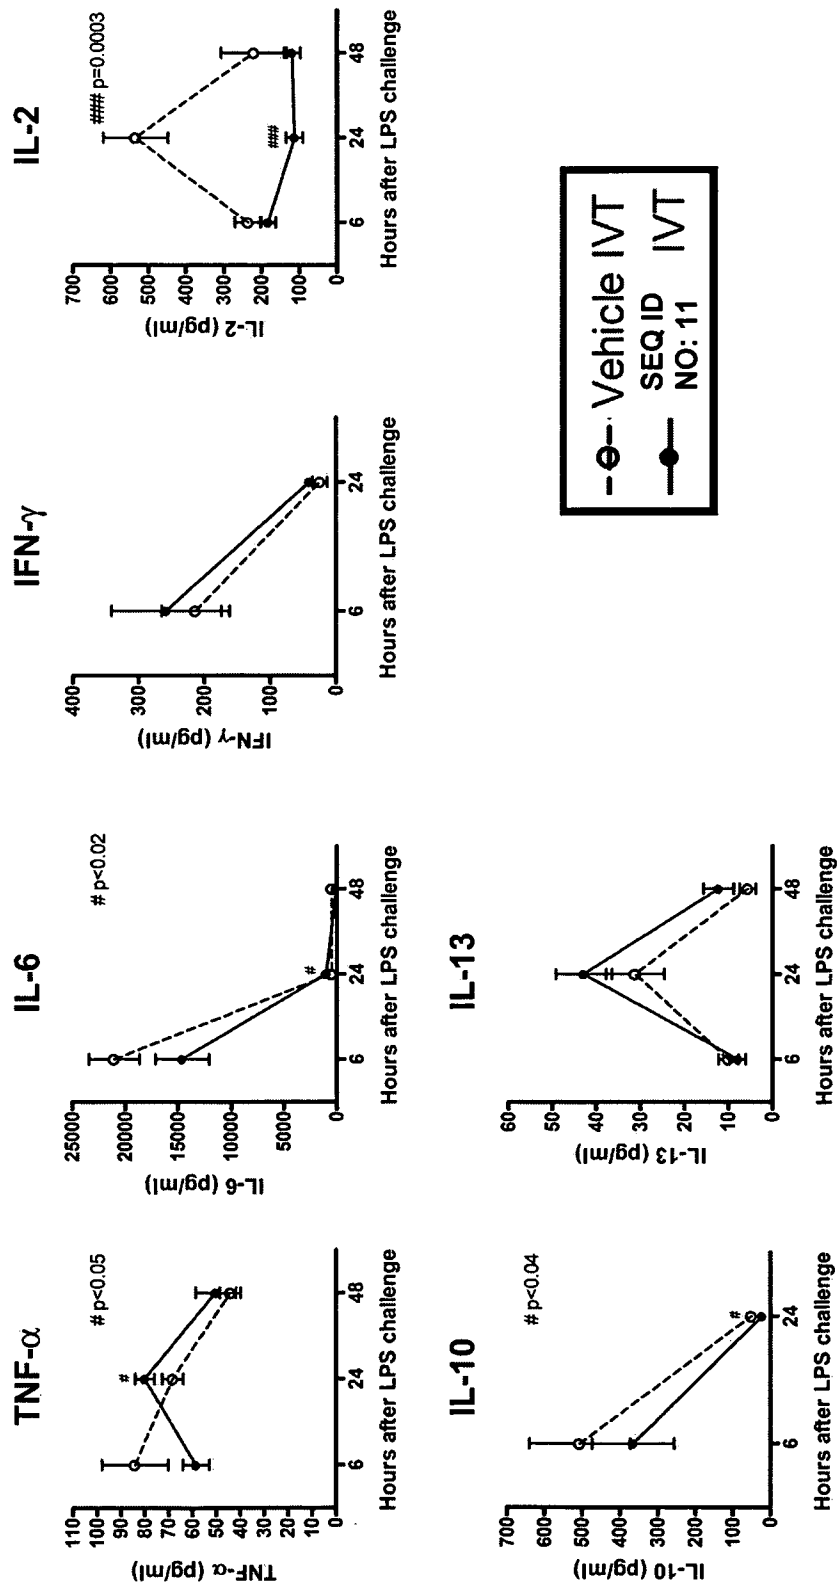 TNF-α
# p<0.05
TNF-α (pg/ml)
100
90
80
70
60
50
40
30
20
10
0
#
6 24 48
Hours after LPS challenge
IL-6
# p<0.02
IL-6 (pg/ml)
25000
20000
15000
10000
5000
0
#
6 24 48
Hours after LPS challenge
IFN-γ
IFN-γ (pg/ml)
400
300
200
100
0
6 24
Hours after LPS challenge
IL-2
### p=0.0003
IL-2 (pg/ml)
700
600
500
400
300
200
100
0
###
6 24 48
Hours after LPS challenge
IL-10
# p<0.04
IL-10 (pg/ml)
700
600
500
400
300
200
100
0
#
6 24
Hours after LPS challenge
IL-13
IL-13 (pg/ml)
60
50
40
30
20
10
0
6 24 48
Hours after LPS challenge
Vehicle IVT
SEQ ID
NO: 11 IVT